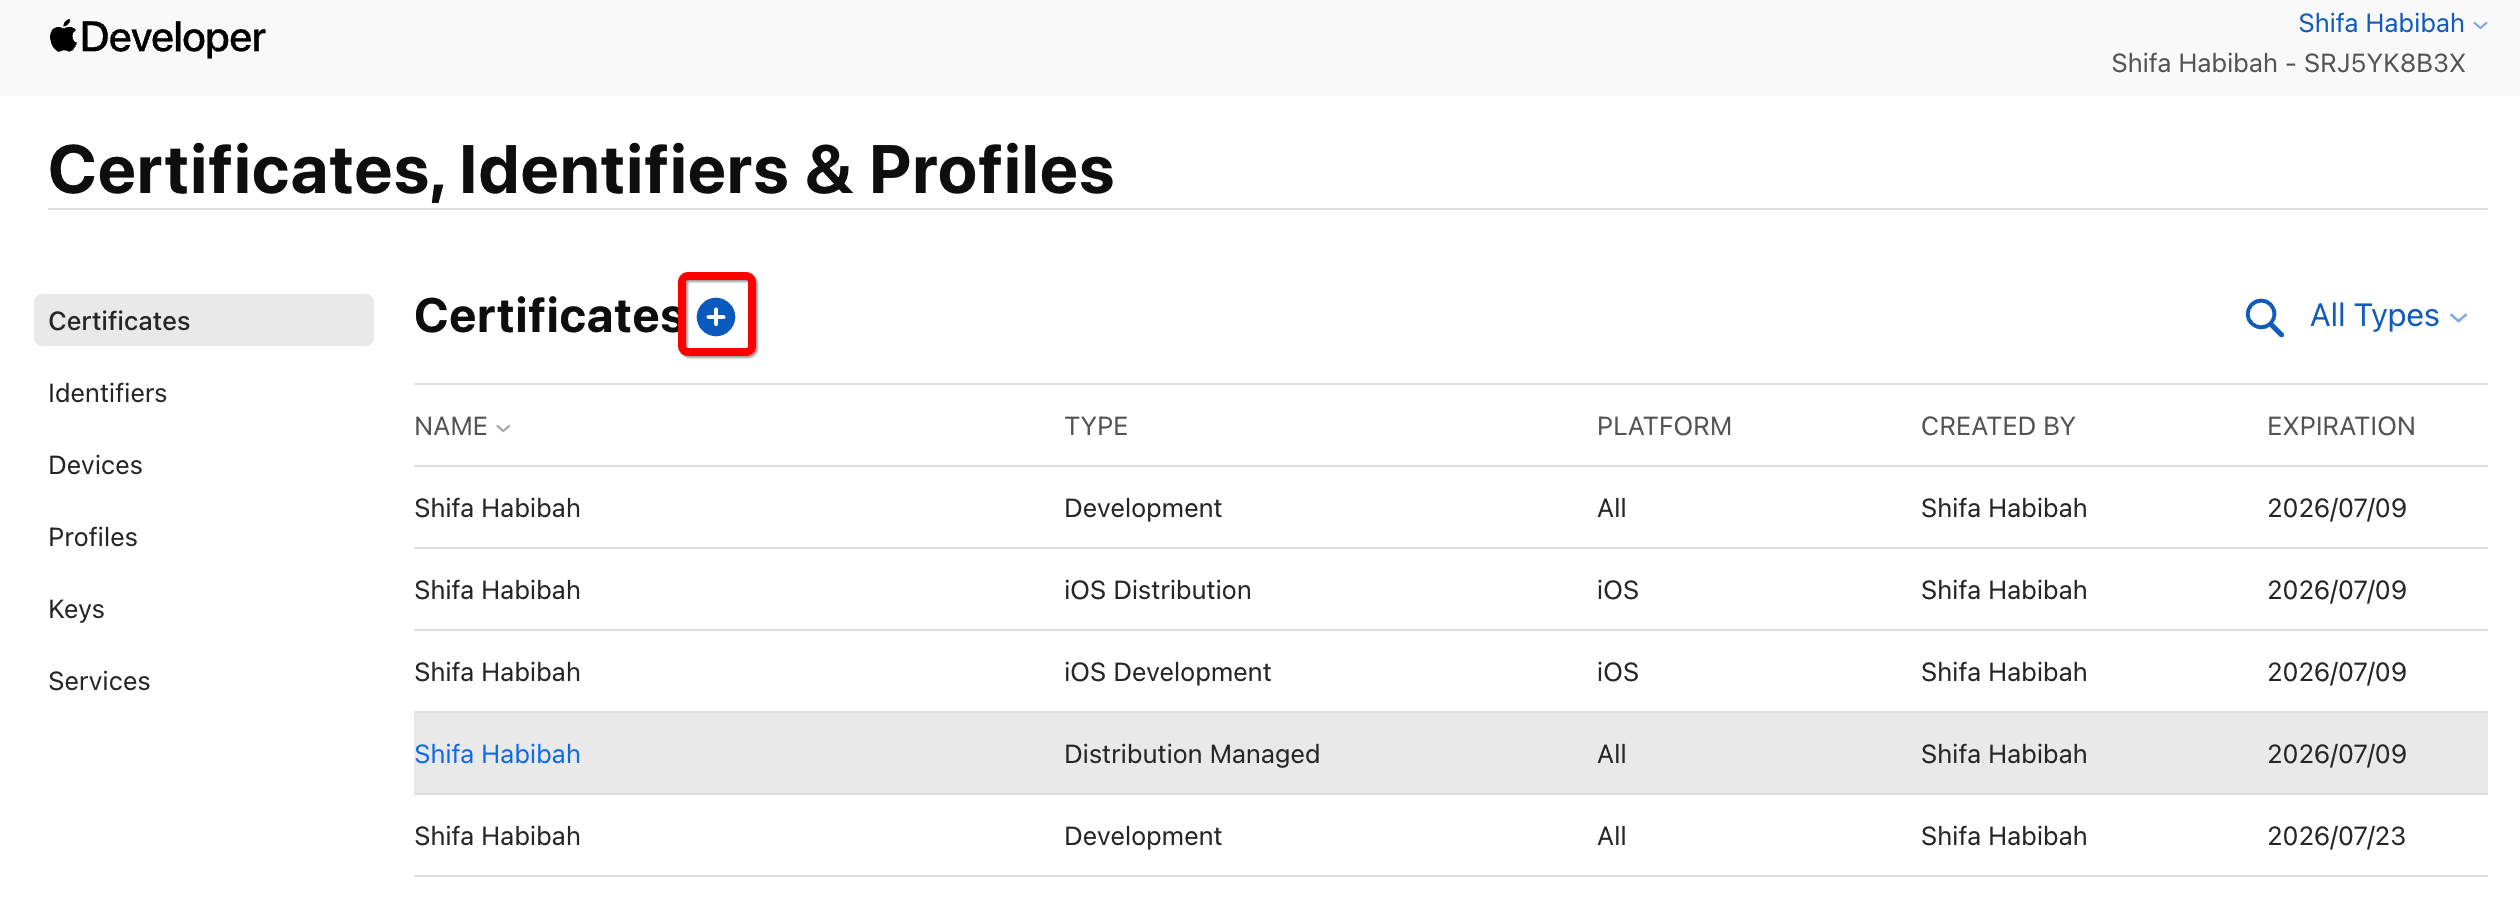 Developer
Shifa Habibah
Shifa Habibah - SRJ5YK8B3X
Certificates, Identifiers & Profiles
Certificates
Identifiers
Devices
Profiles
Keys
Services
Certificates
All Types
NAME TYPE PLATFORM CREATED BY EXPIRATION
Shifa Habibah Development All Shifa Habibah 2026/07/09
Shifa Habibah iOS Distribution iOS Shifa Habibah 2026/07/09
Shifa Habibah iOS Development iOS Shifa Habibah 2026/07/09
Shifa Habibah Distribution Managed All Shifa Habibah 2026/07/09
Shifa Habibah Development All Shifa Habibah 2026/07/23